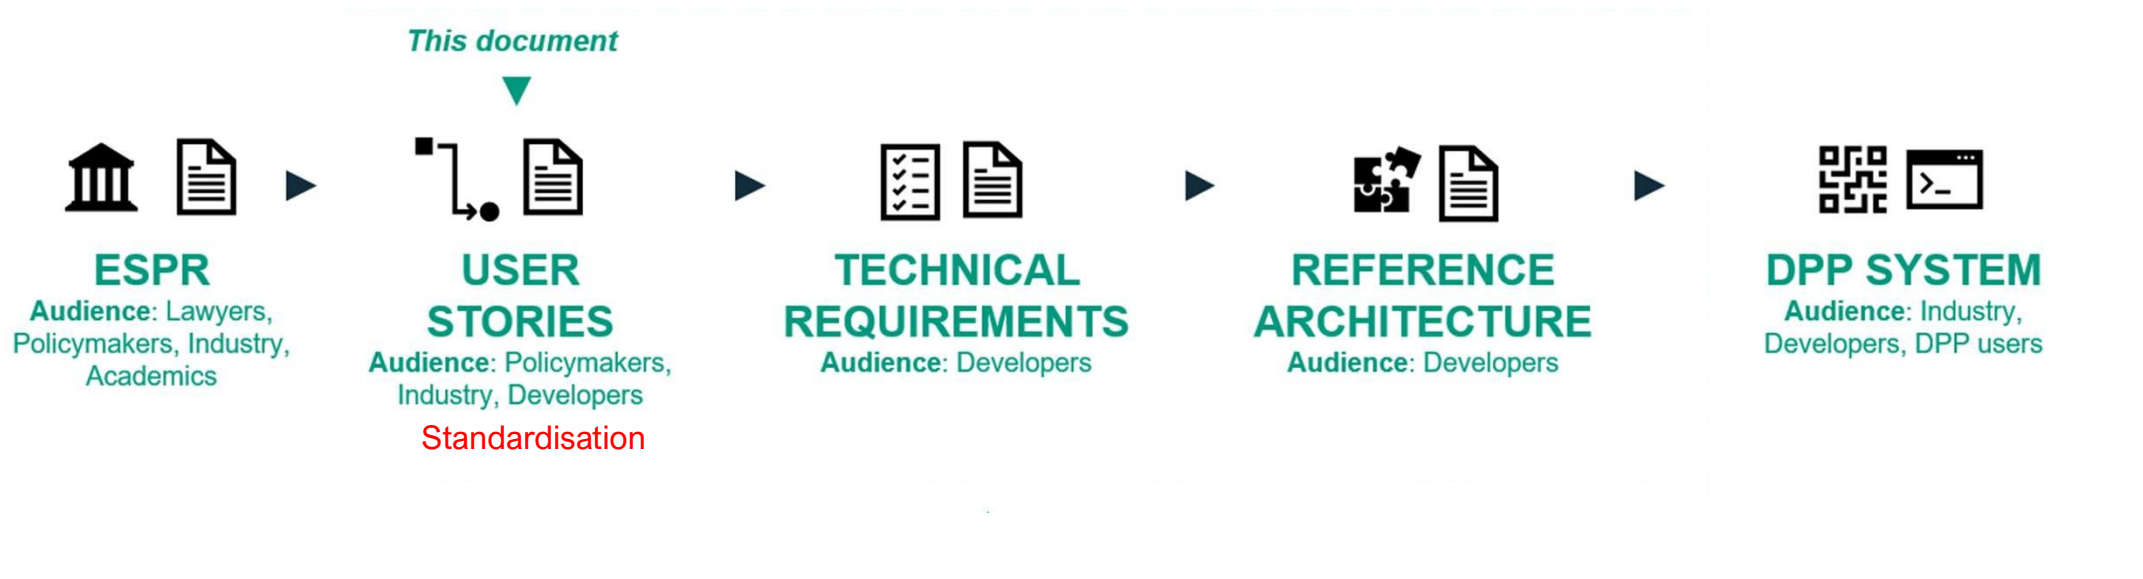 This document
ESPR
Audience: Lawyers,
Policymakers, Industry,
Academics
USER
STORIES
Audience: Policymakers,
Industry, Developers
Standardisation
TECHNICAL
REQUIREMENTS
Audience: Developers
REFERENCE
ARCHITECTURE
Audience: Developers
DPP SYSTEM
Audience: Industry,
Developers, DPP users